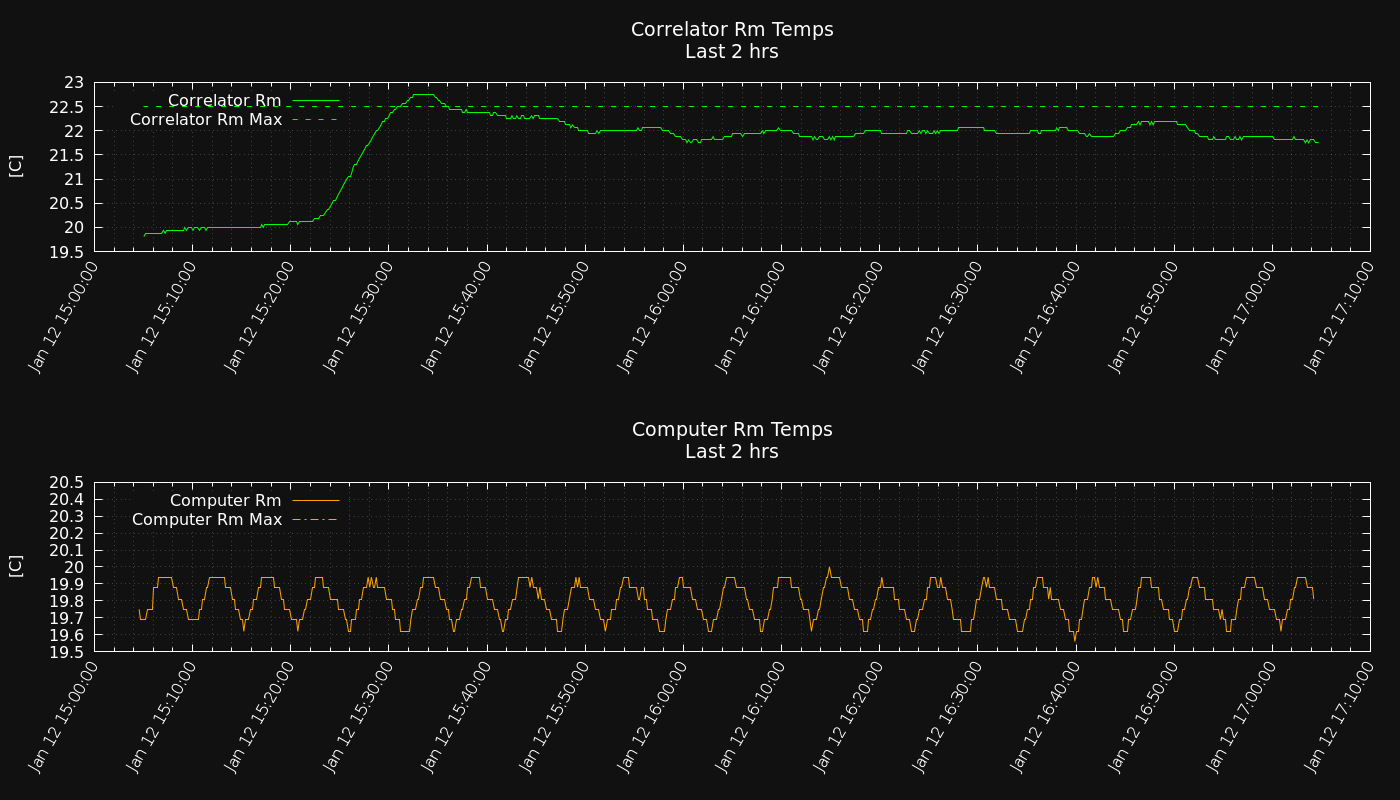 Correlator Rm Temps
Last 2 hrs
[C]
23
22.5
22
21.5
21
20.5
20
19.5
Correlator Rm
Correlator Rm Max
Jan 12 15:00:00
Jan 12 15:10:00
Jan 12 15:20:00
Jan 12 15:30:00
Jan 12 15:40:00
Jan 12 15:50:00
Jan 12 16:00:00
Jan 12 16:10:00
Jan 12 16:20:00
Jan 12 16:30:00
Jan 12 16:40:00
Jan 12 16:50:00
Jan 12 17:00:00
Jan 12 17:10:00
Computer Rm Temps
Last 2 hrs
[C]
20.5
20.4
20.3
20.2
20.1
20
19.9
19.8
19.7
19.6
19.5
Computer Rm
Computer Rm Max
Jan 12 15:00:00
Jan 12 15:10:00
Jan 12 15:20:00
Jan 12 15:30:00
Jan 12 15:40:00
Jan 12 15:50:00
Jan 12 16:00:00
Jan 12 16:10:00
Jan 12 16:20:00
Jan 12 16:30:00
Jan 12 16:40:00
Jan 12 16:50:00
Jan 12 17:00:00
Jan 12 17:10:00